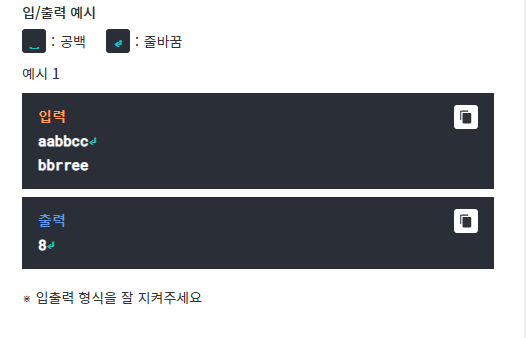 입/출력 예시
⎵ : 공백 ↲ : 줄바꿈
예시 1
입력
aabbcc↲
bbrree
출력
8↲
※ 입출력 형식을 잘 지켜주세요